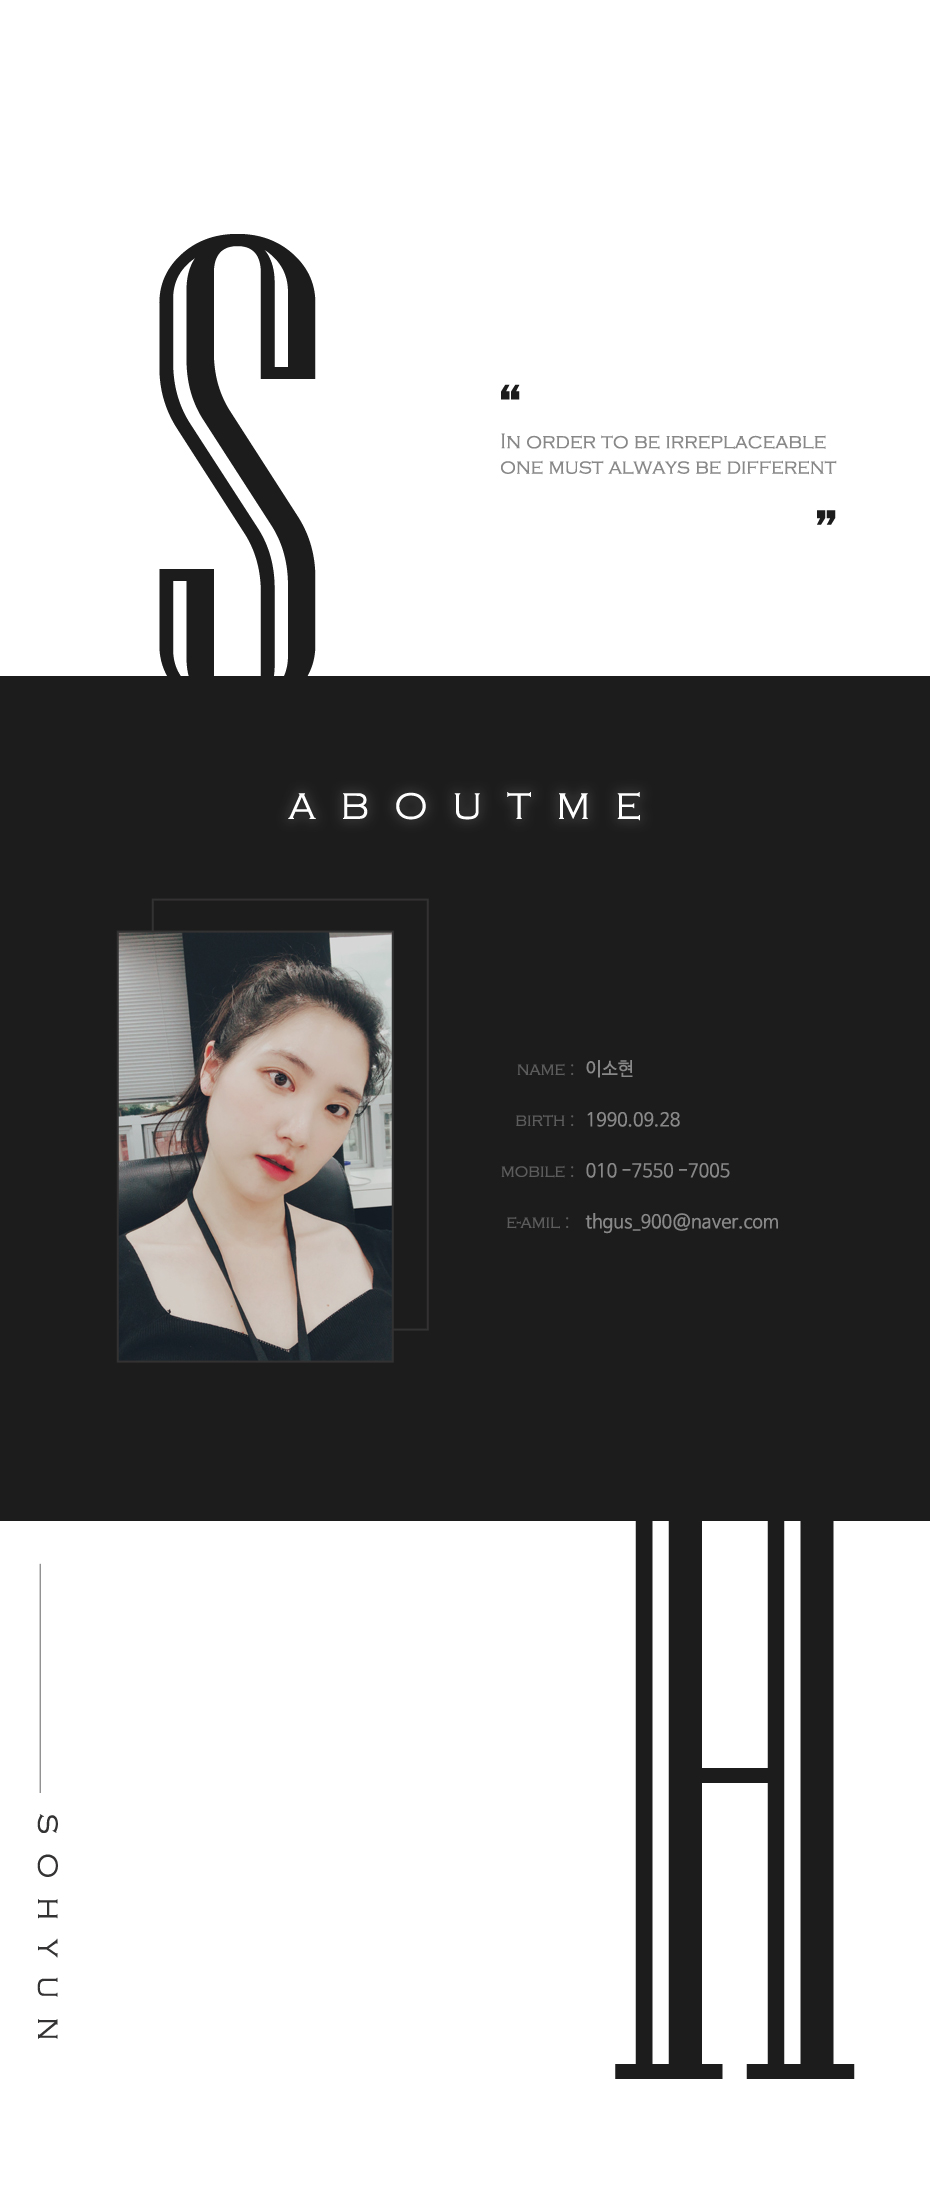 S
❝
IN ORDER TO BE IRREPLACEABLE
ONE MUST ALWAYS BE DIFFERENT
❞
ABOUTME
NAME : 이소현
BIRTH : 1990.09.28
MOBILE : 010 -7550 -7005
E-AMIL : thgus_900@naver.com
H
SOHYUN